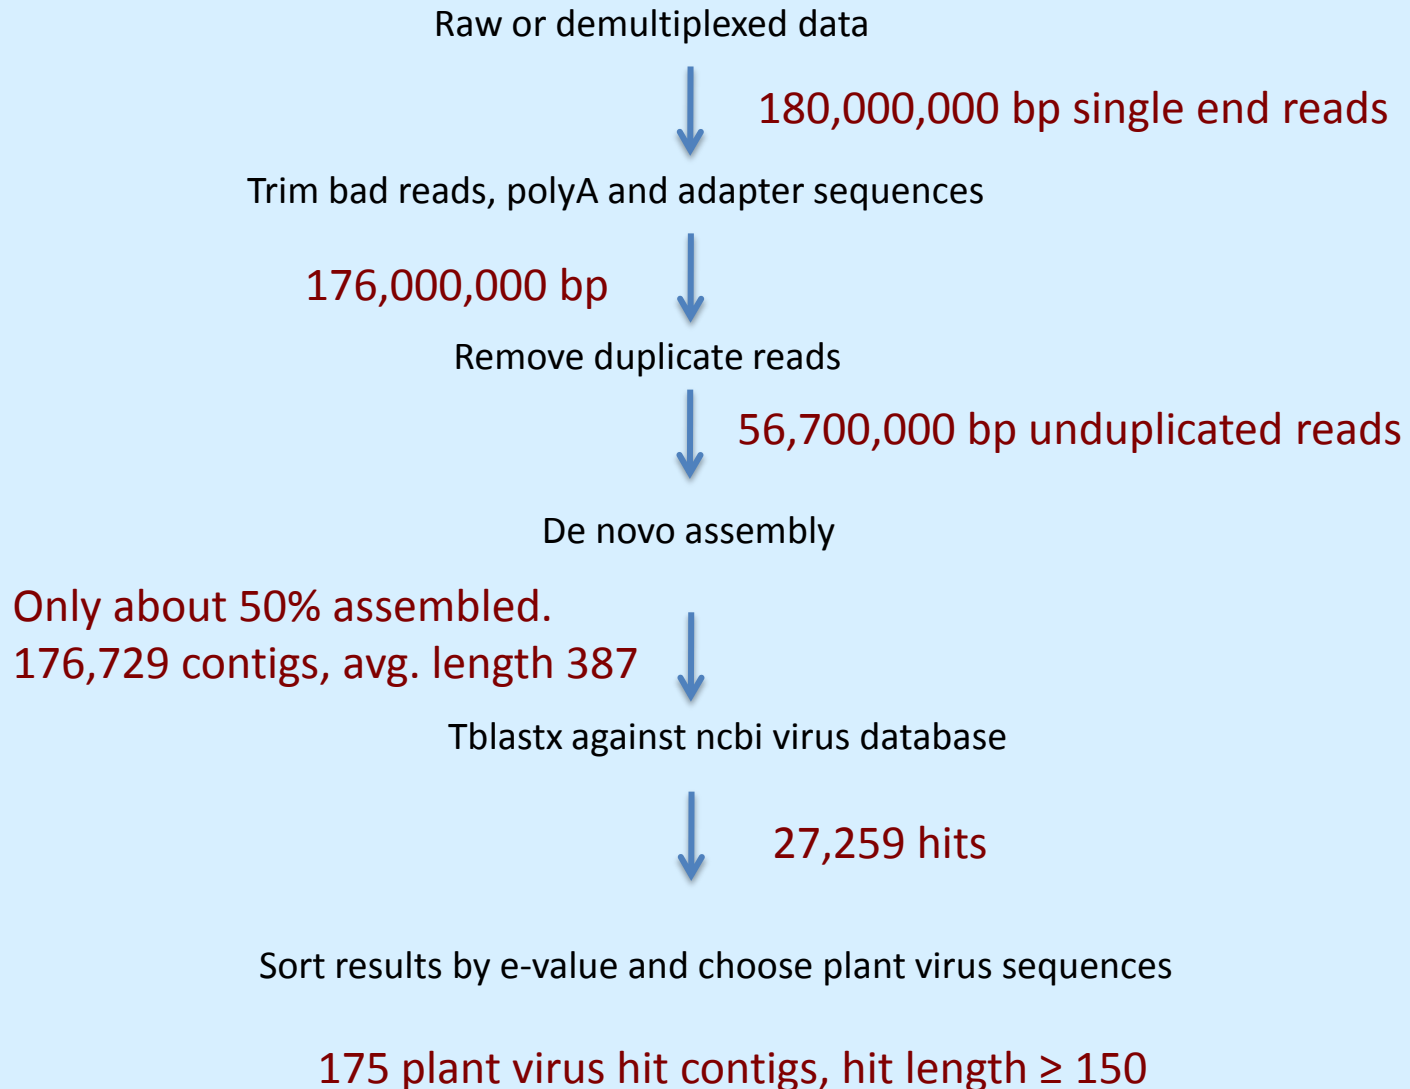 Raw or demultiplexed data
180,000,000 bp single end reads
Trim bad reads, polyA and adapter sequences
176,000,000 bp
Remove duplicate reads
56,700,000 bp unduplicated reads
De novo assembly
Only about 50% assembled.
176,729 contigs, avg. length 387
Tblastx against ncbi virus database
27,259 hits
Sort results by e-value and choose plant virus sequences
175 plant virus hit contigs, hit length ≥ 150